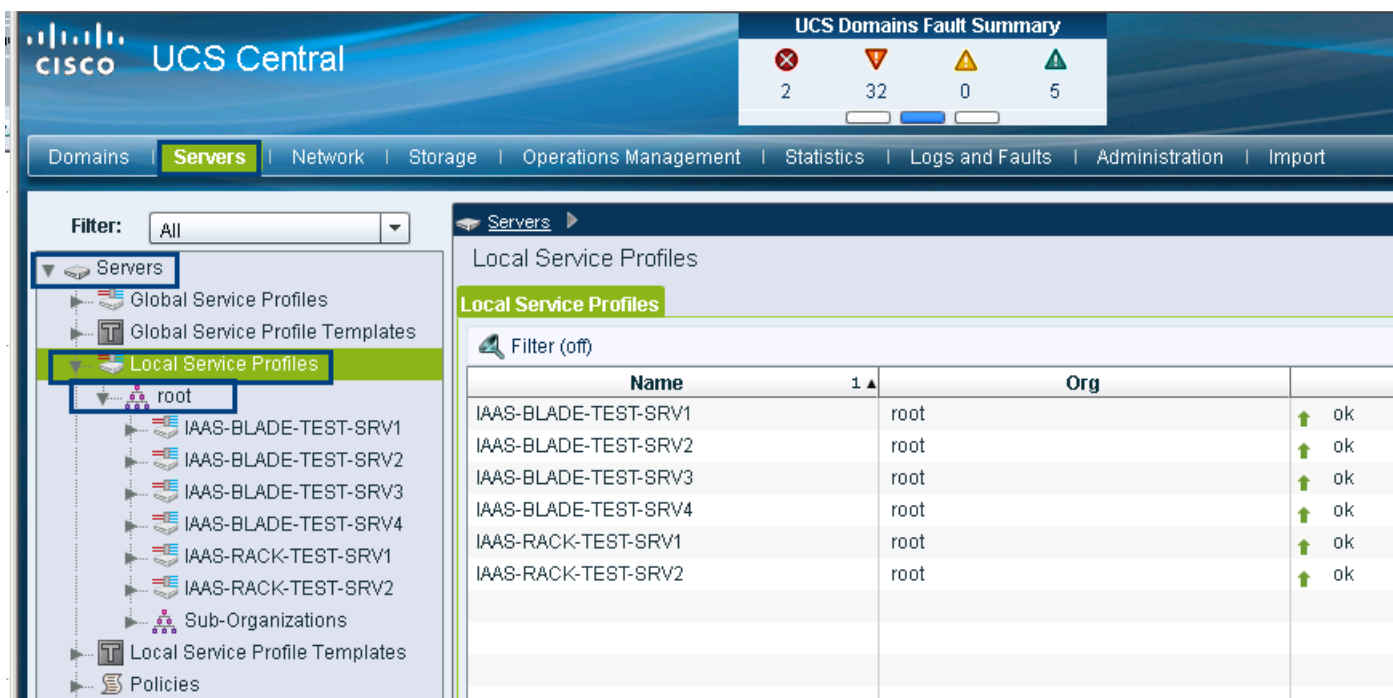 UCS Domains Fault Summary
CISCO UCS Central
2 32 0 5
Domains | Servers | Network | Storage | Operations Management | Statistics | Logs and Faults | Administration | Import
Filter: All
Servers
Global Service Profiles
Global Service Profile Templates
Local Service Profiles
root
IAAS-BLADE-TEST-SRV1
IAAS-BLADE-TEST-SRV2
IAAS-BLADE-TEST-SRV3
IAAS-BLADE-TEST-SRV4
IAAS-RACK-TEST-SRV1
IAAS-RACK-TEST-SRV2
Sub-Organizations
Local Service Profile Templates
Policies
Servers
Local Service Profiles
Local Service Profiles
Filter (off)
Name 1 Org
IAAS-BLADE-TEST-SRV1 root ok
IAAS-BLADE-TEST-SRV2 root ok
IAAS-BLADE-TEST-SRV3 root ok
IAAS-BLADE-TEST-SRV4 root ok
IAAS-RACK-TEST-SRV1 root ok
IAAS-RACK-TEST-SRV2 root ok